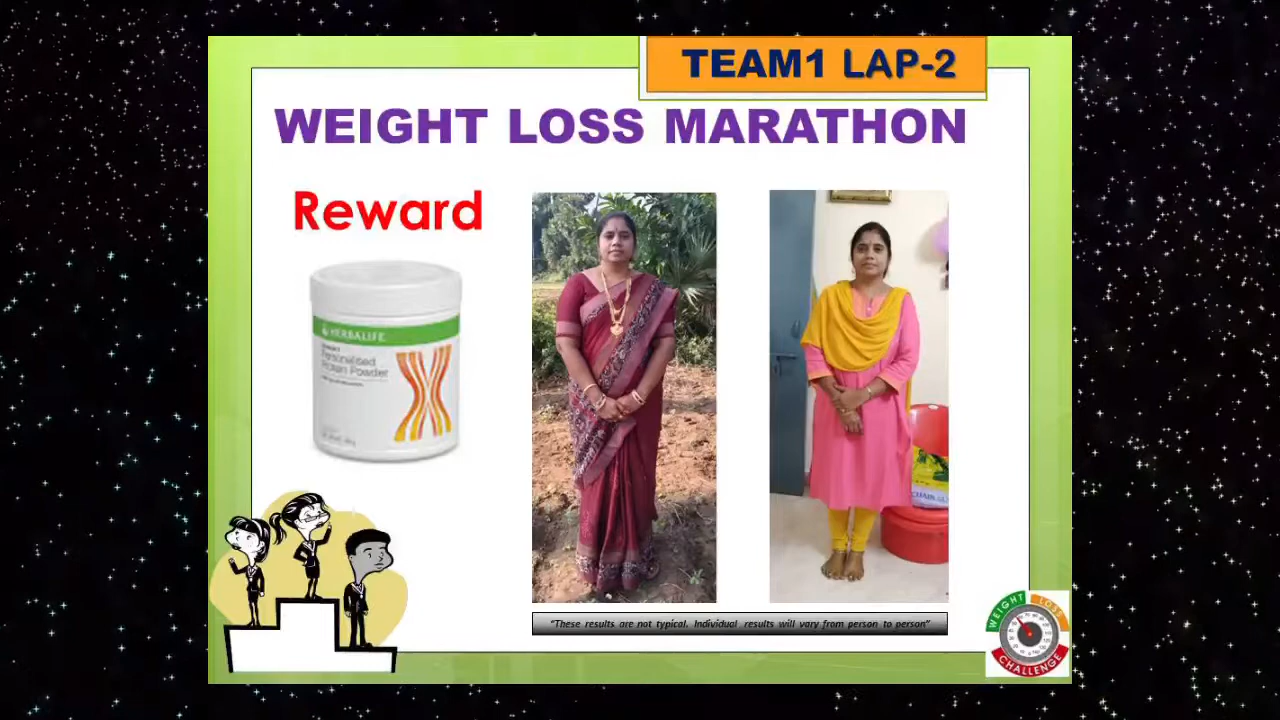 TEAM1 LAP-2
WEIGHT LOSS MARATHON
Reward
HERBALIFE
Personalised
Protein Powder
CHAIR
"These results are not typical. Individual results will vary from person to person"
WEIGHT LOSS
CHALLENGE